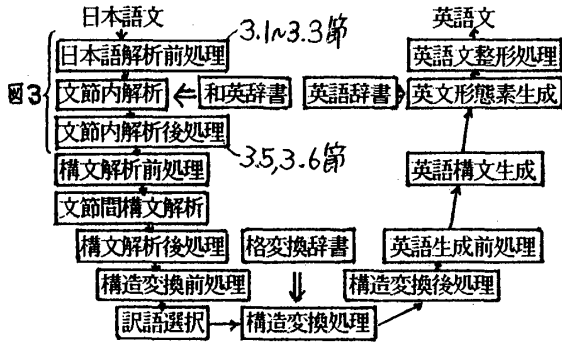 日本語文
英語文
3.1~3.3節
日本語解析前処理
英語文整形処理
図3
文節内解析
和英辞書
英語辞書
英文形態素生成
文節内解析後処理
3.5,3.6節
構文解析前処理
英語構文生成
文節間構文解析
構文解析後処理
格変換辞書
英語生成前処理
構造変換前処理
構造変換後処理
訳語選択
構造変換処理